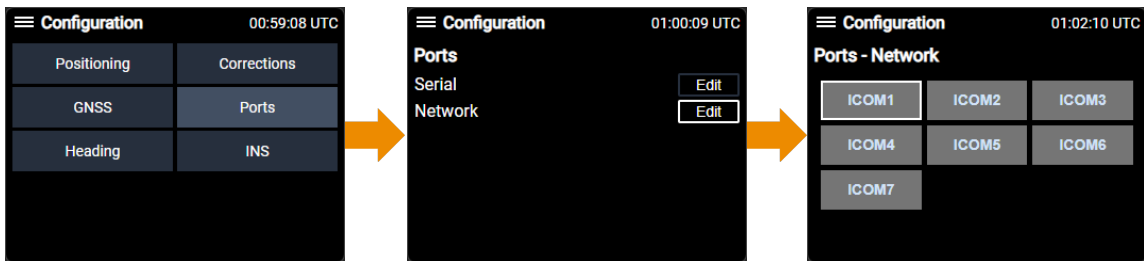 Configuration 00:59:08 UTC
Positioning Corrections
GNSS Ports
Heading INS
Configuration 01:00:09 UTC
Ports
Serial Edit
Network Edit
Configuration 01:02:10 UTC
Ports - Network
ICOM1 ICOM2 ICOM3
ICOM4 ICOM5 ICOM6
ICOM7